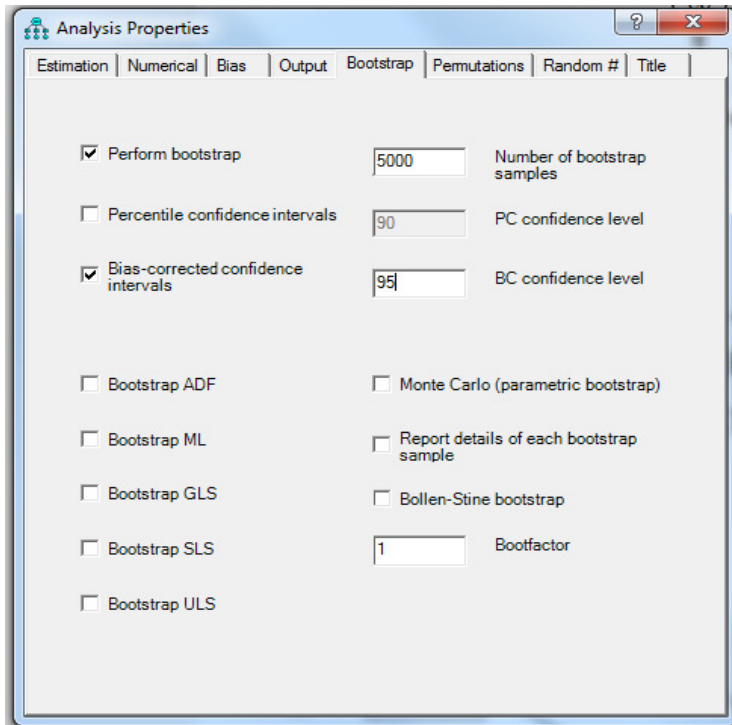 Analysis Properties
?
X
Estimation
Numerical
Bias
Output
Bootstrap
Permutations
Random #
Title
Perform bootstrap
5000
Number of bootstrap
samples
Percentile confidence intervals
90
PC confidence level
Bias-corrected confidence
intervals
95
BC confidence level
Bootstrap ADF
Monte Carlo (parametric bootstrap)
Bootstrap ML
Report details of each bootstrap
sample
Bootstrap GLS
Bollen-Stine bootstrap
Bootstrap SLS
1
Bootfactor
Bootstrap ULS